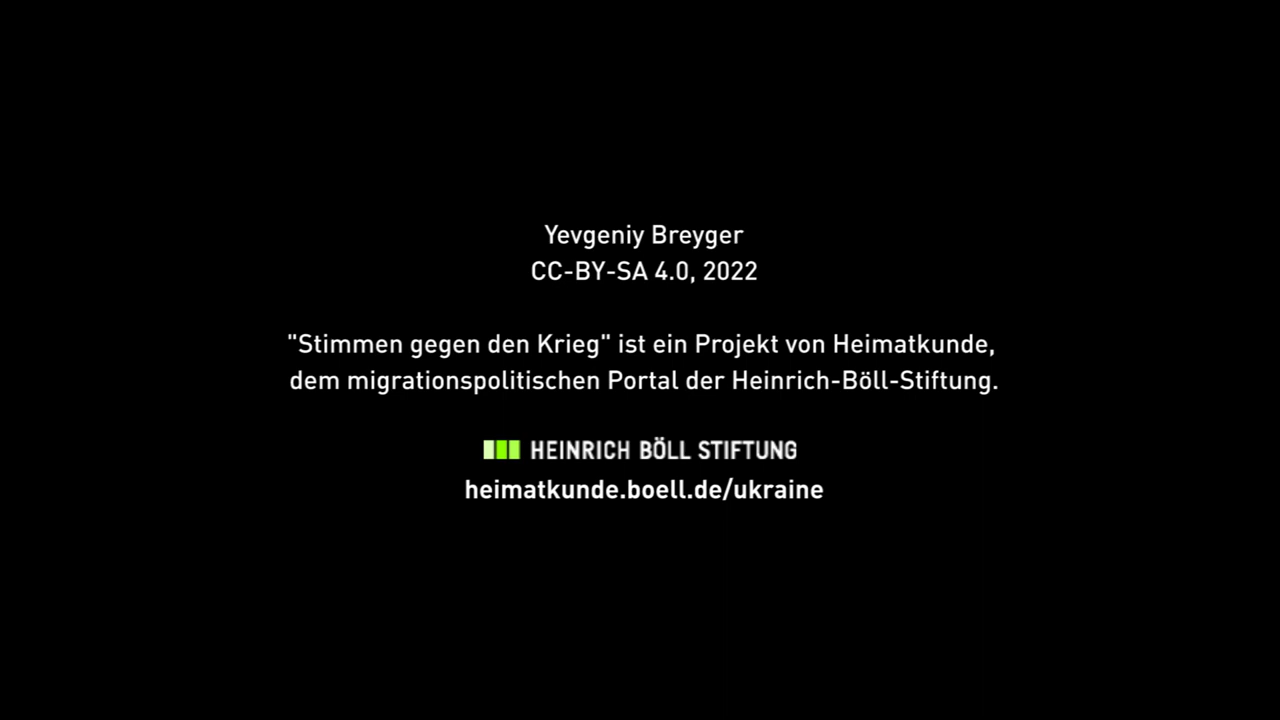 Yevgeniy Breyger
CC-BY-SA 4.0, 2022
"Stimmen gegen den Krieg" ist ein Projekt von Heimatkunde,
dem migrationspolitischen Portal der Heinrich-Böll-Stiftung.
HEINRICH BÖLL STIFTUNG
heimatkunde.boell.de/ukraine